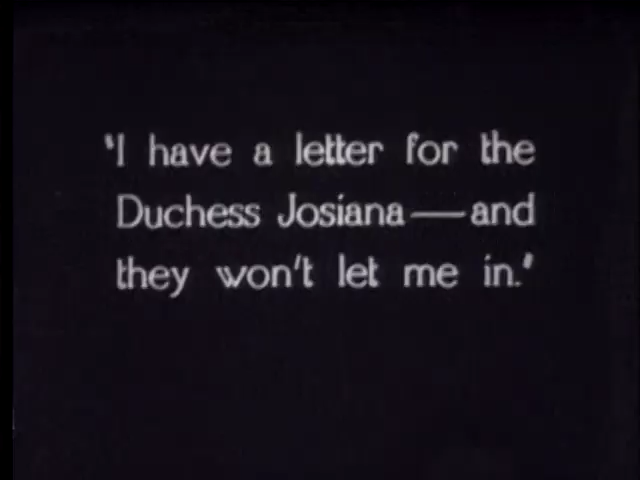 'I have a letter for the
Duchess Josiana—and
they won't let me in.'